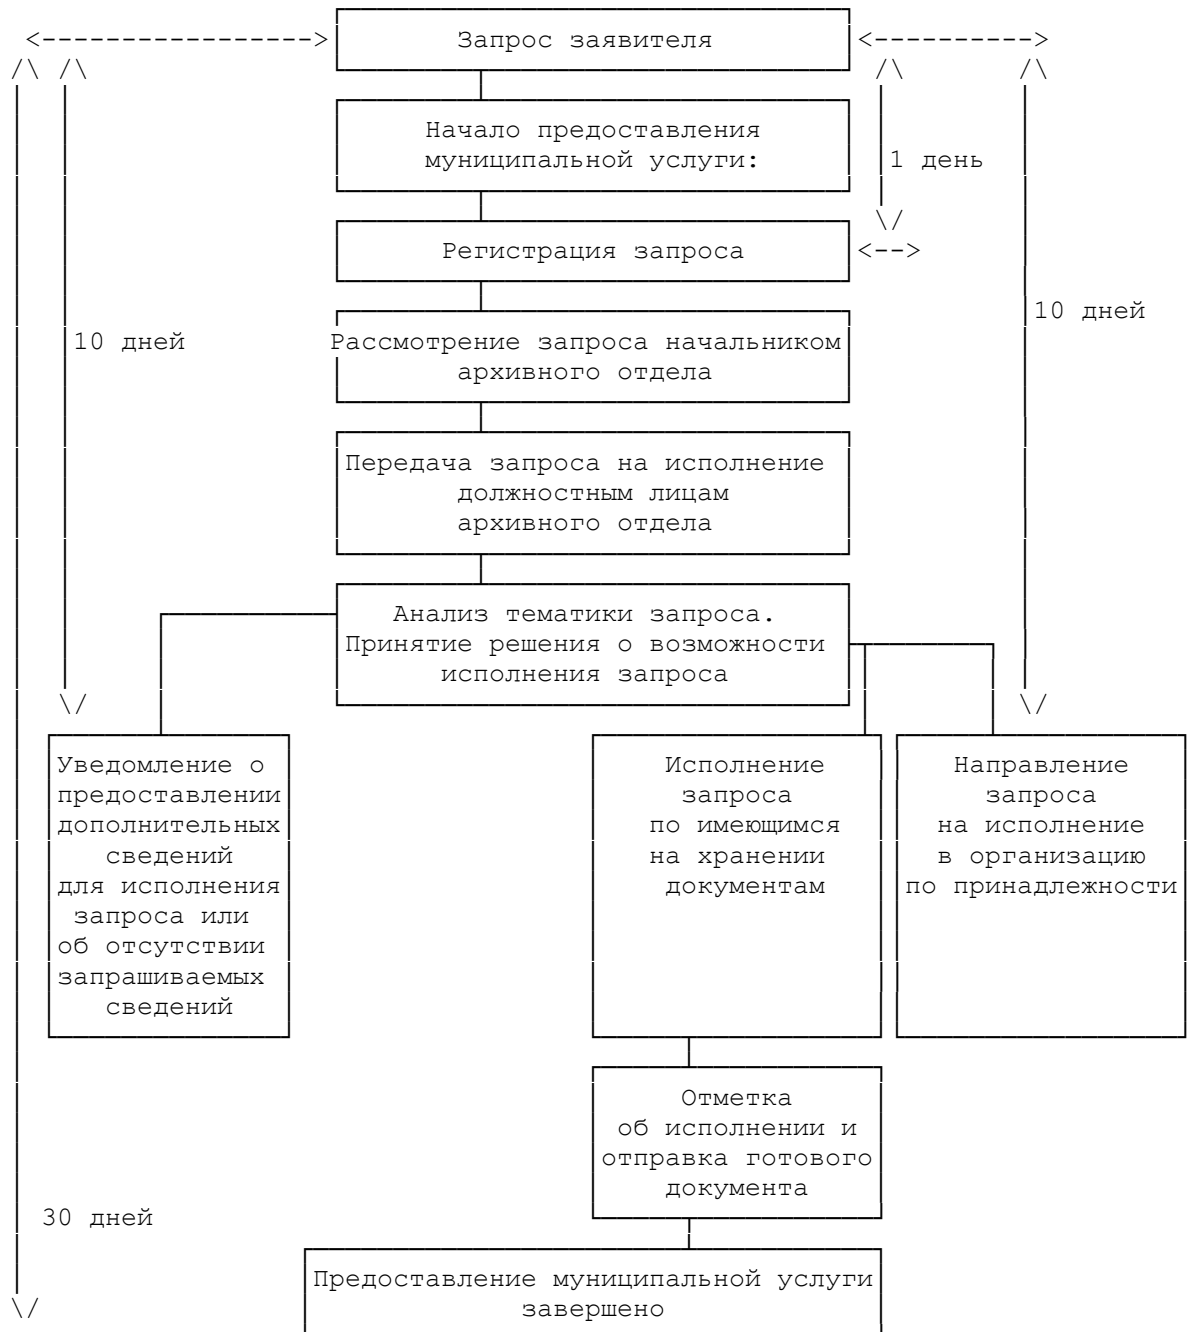 Запрос заявителя
Начало предоставления
муниципальной услуги:
1 день
Регистрация запроса
10 дней
10 дней
Рассмотрение запроса начальником
архивного отдела
Передача запроса на исполнение
должностным лицам
архивного отдела
Анализ тематики запроса.
Принятие решения о возможности
исполнения запроса
Уведомление о
предоставлении
дополнительных
сведений
для исполнения
запроса или
об отсутствии
запрашиваемых
сведений
Исполнение
запроса
по имеющимся
на хранении
документам
Направление
запроса
на исполнение
в организацию
по принадлежности
Отметка
об исполнении и
отправка готового
документа
30 дней
Предоставление муниципальной услуги
завершено